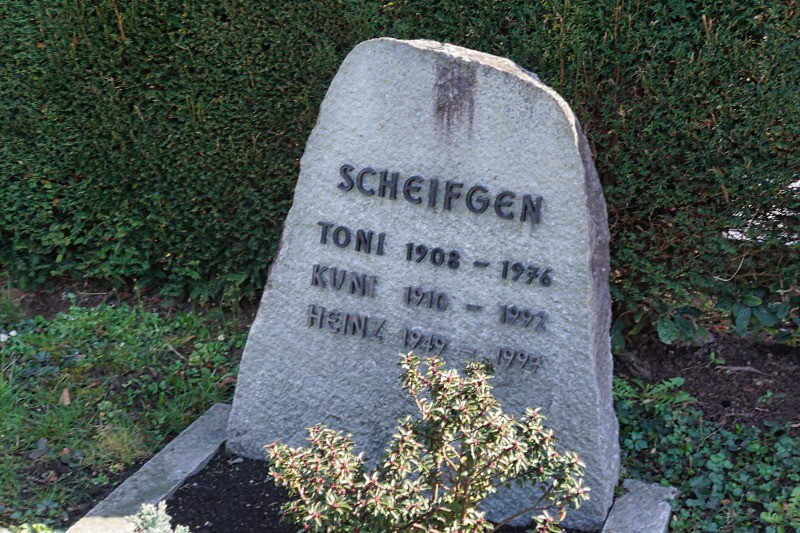 SCHEIFGEN
TONI 1908 – 1976
KUNI 1910 – 1992
HEINZ 1949 – 1994